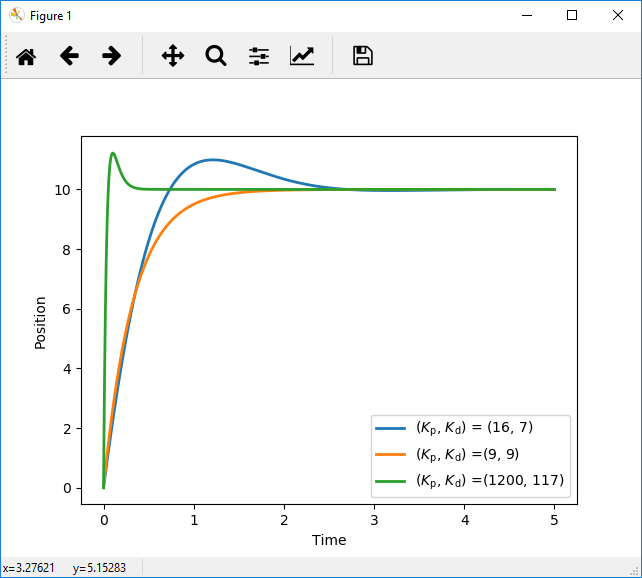 Figure 1
10
8
6
4
2
0
Position
0 1 2 3 4 5
Time
(Kp, Kd) = (16, 7)
(Kp, Kd) =(9, 9)
(Kp, Kd) =(1200, 117)
x=3.27621 y=5.15283